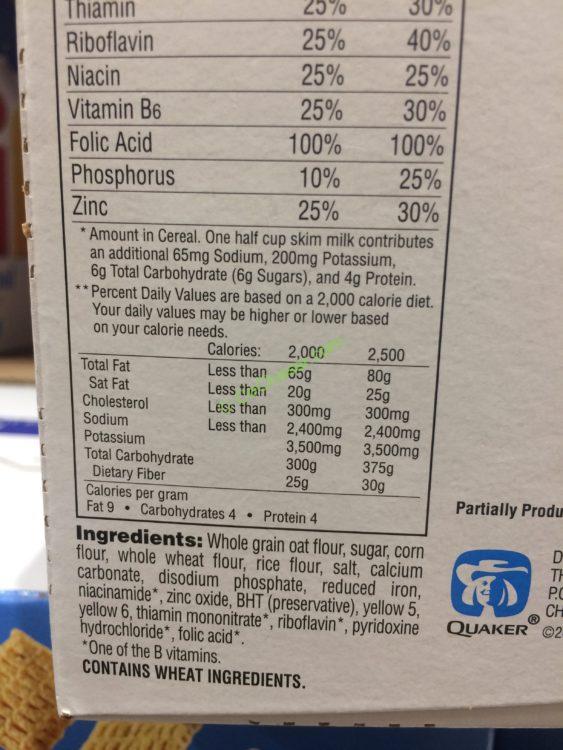 Thiamin 25% 30%
Riboflavin 25% 40%
Niacin 25% 25%
Vitamin B6 25% 30%
Folic Acid 100% 100%
Phosphorus 10% 25%
Zinc 25% 30%
* Amount in Cereal. One half cup skim milk contributes
an additional 65mg Sodium, 200mg Potassium,
6g Total Carbohydrate (6g Sugars), and 4g Protein.
** Percent Daily Values are based on a 2,000 calorie diet.
Your daily values may be higher or lower based
on your calorie needs.
Calories: 2,000 2,500
Total Fat Less than 65g 80g
Sat Fat Less than 20g 25g
Cholesterol Less than 300mg 300mg
Sodium Less than 2,400mg 2,400mg
Potassium 3,500mg 3,500mg
Total Carbohydrate 300g 375g
Dietary Fiber 25g 30g
Calories per gram
Fat 9 • Carbohydrates 4 • Protein 4
Ingredients: Whole grain oat flour, sugar, corn
flour, whole wheat flour, rice flour, salt, calcium
carbonate, disodium phosphate, reduced iron,
niacinamide*, zinc oxide, BHT (preservative), yellow 5,
yellow 6, thiamin mononitrate*, riboflavin*, pyridoxine
hydrochloride*, folic acid*.
*One of the B vitamins.
CONTAINS WHEAT INGREDIENTS.
Partially Produ
D
TH
P.O
CH
QUAKER® ©2